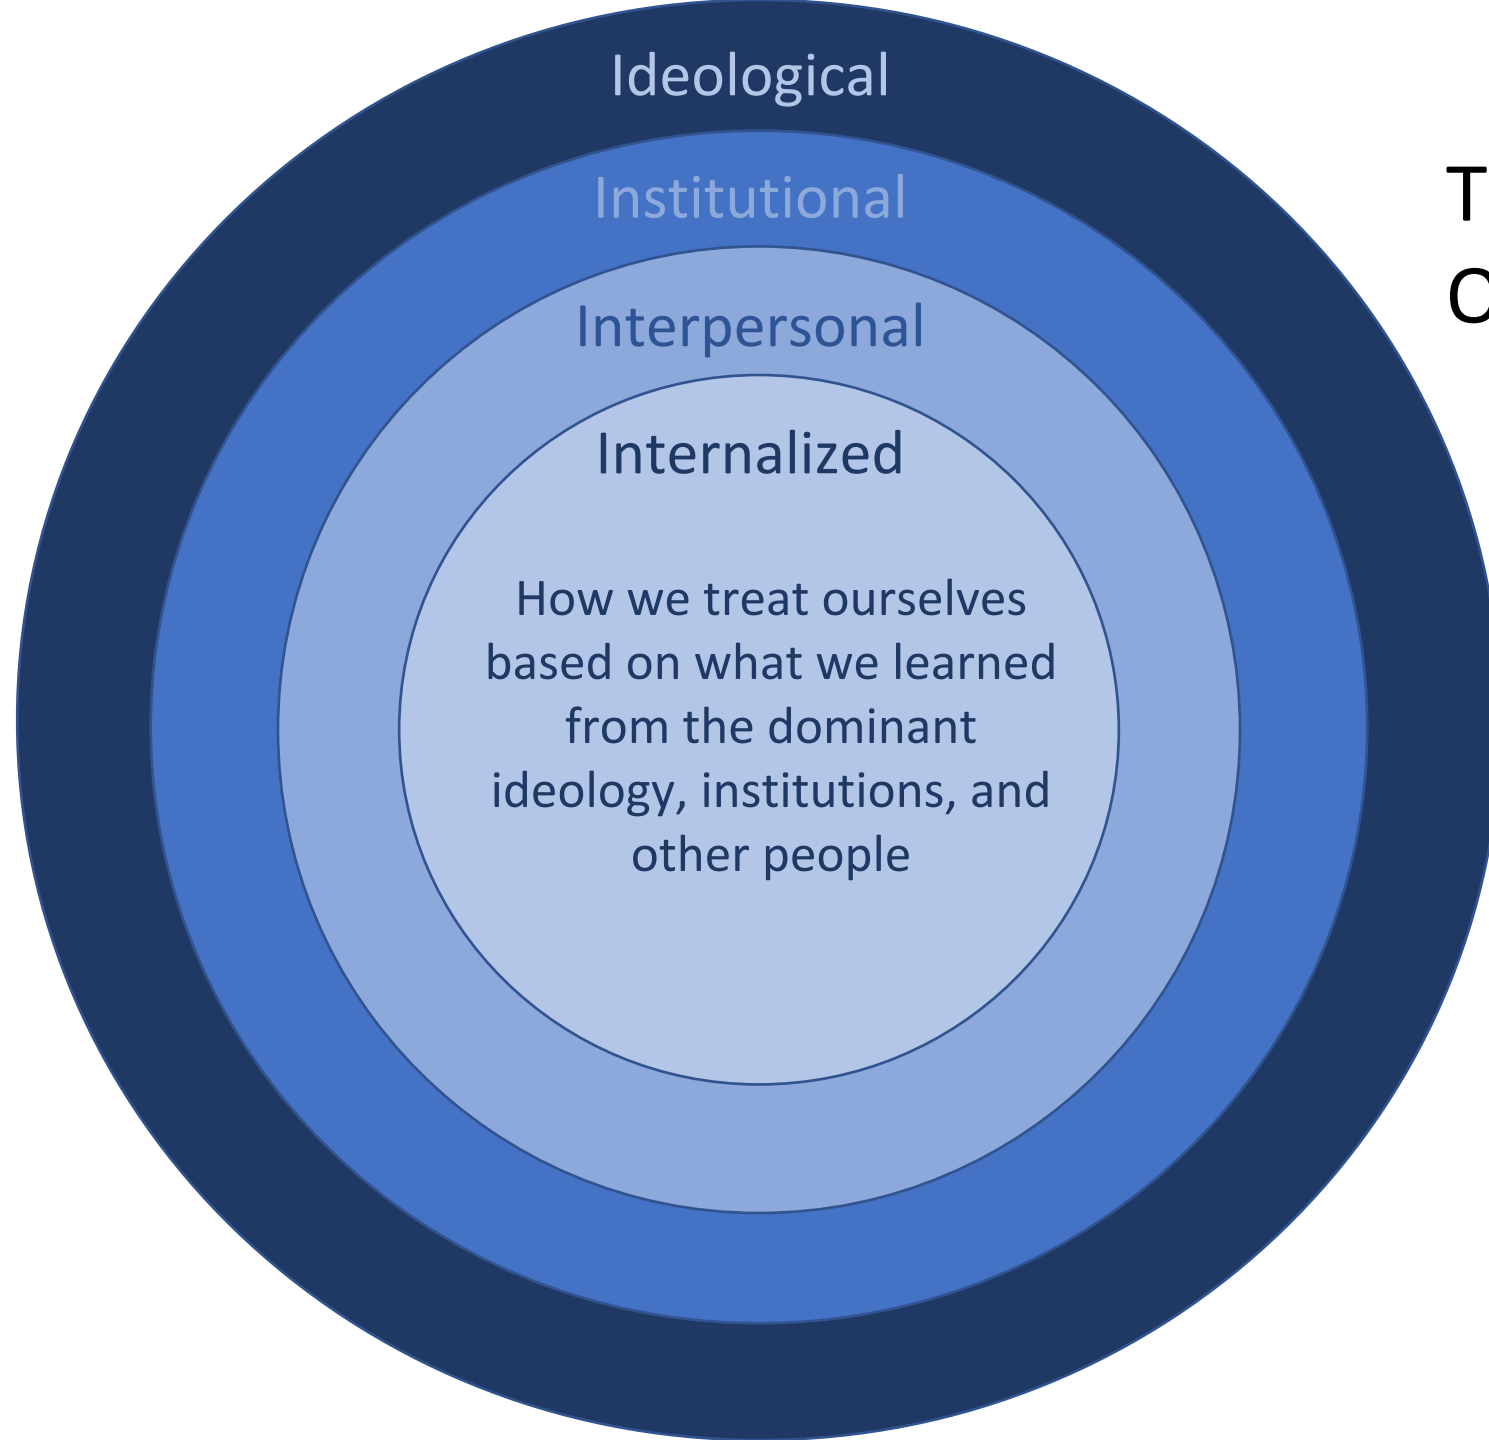 Ideological
Institutional
Interpersonal
Internalized
How we treat ourselves
based on what we learned
from the dominant
ideology, institutions, and
other people
T